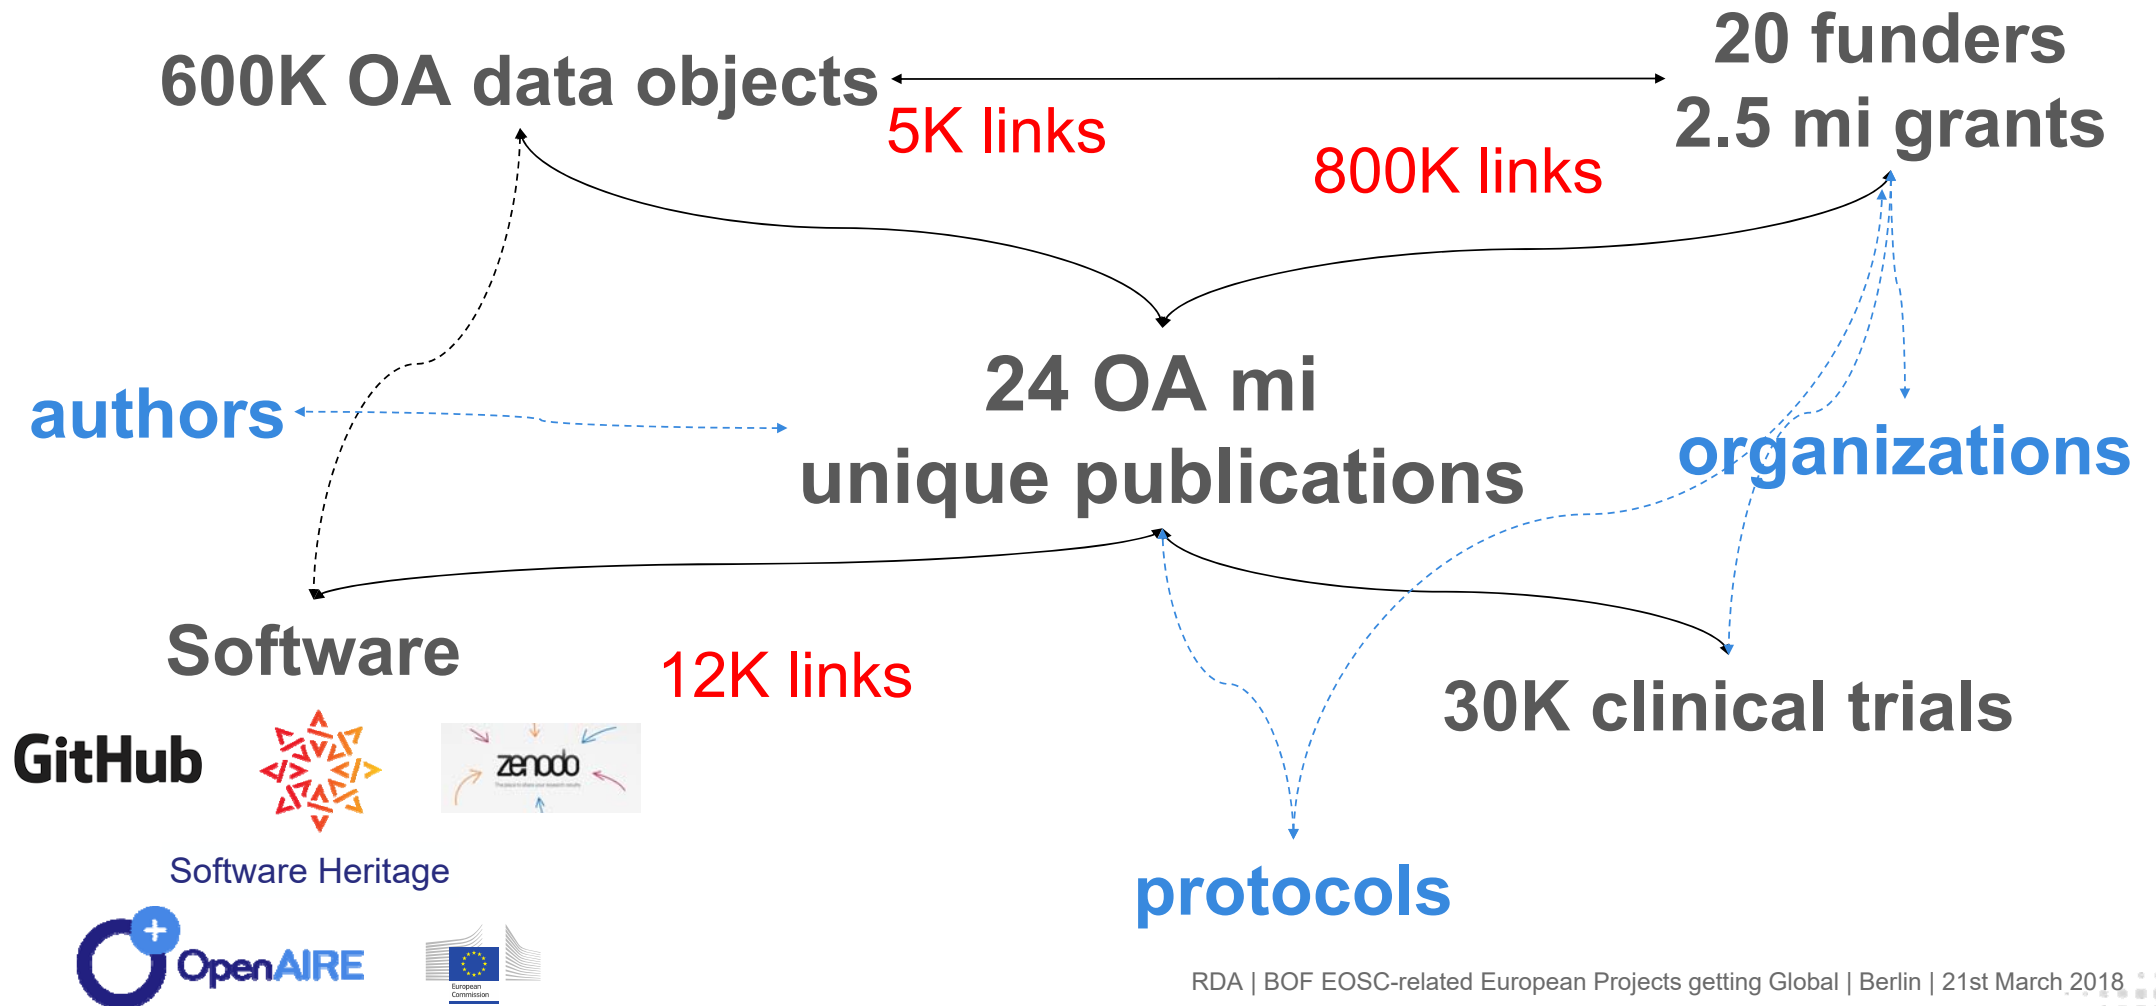 600K OA data objects
20 funders
2.5 mi grants
5K links
800K links
24 OA mi
unique publications
authors
organizations
Software
12K links
30K clinical trials
GitHub
zenodo
Software Heritage
protocols
OpenAIRE
European
Commission
RDA | BOF EOSC-related European Projects getting Global | Berlin | 21st March 2018